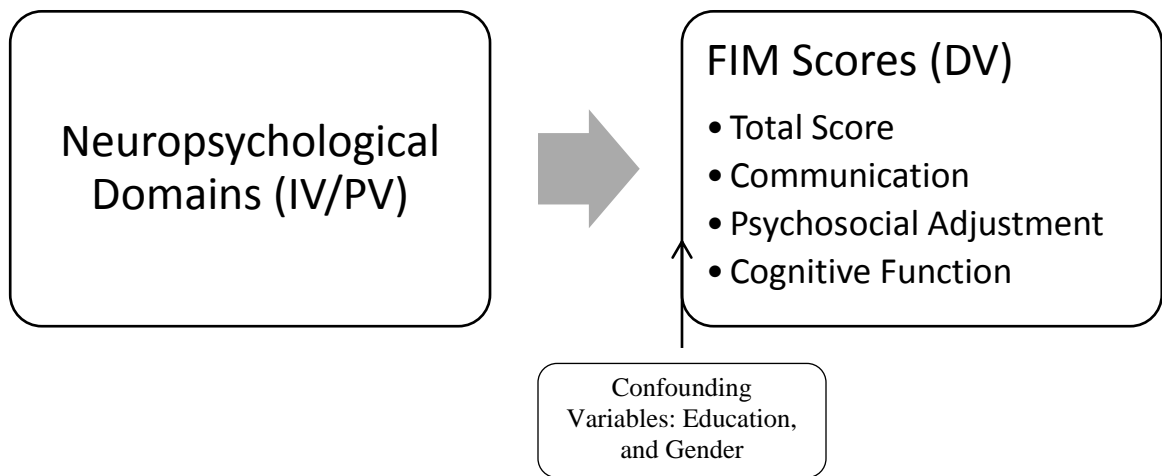 Neuropsychological
Domains (IV/PV)
FIM Scores (DV)
• Total Score
• Communication
• Psychosocial Adjustment
• Cognitive Function
Confounding
Variables: Education,
and Gender